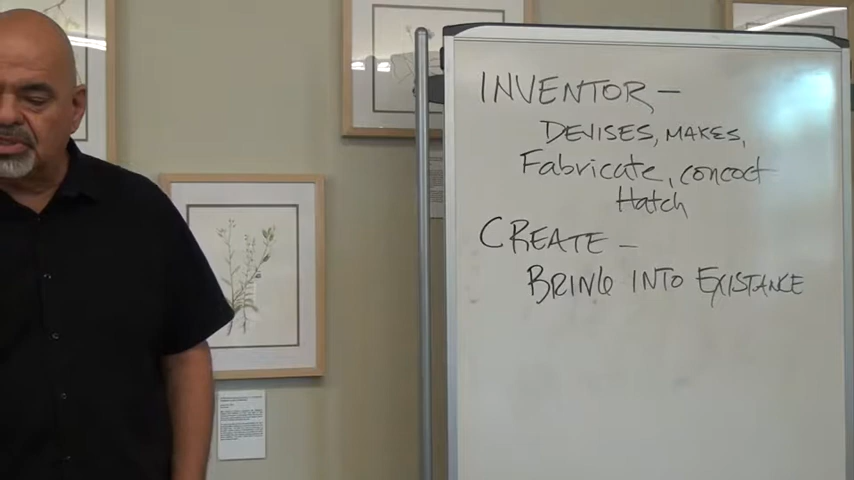 INVENTOR –
DEVISES, MAKES,
FABRICATE, CONCOCT
HATCH
CREATE –
BRING INTO EXISTANCE